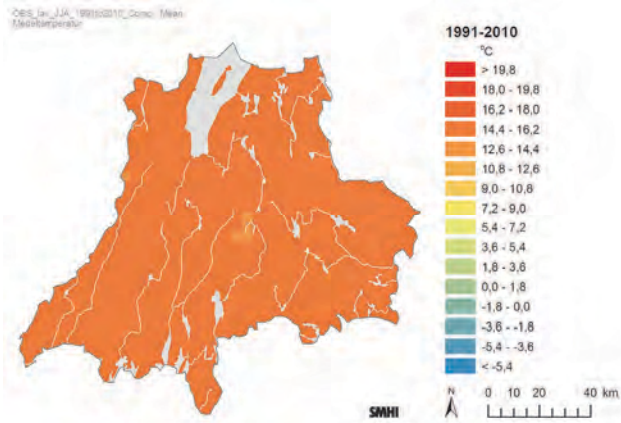 Medeltemperatur
1991-2010
°C
> 19,8
18,0 - 19,8
16,2 - 18,0
14,4 - 16,2
12,6 - 14,4
10,8 - 12,6
9,0 - 10,8
7,2 - 9,0
5,4 - 7,2
3,6 - 5,4
1,8 - 3,6
0,0 - 1,8
-1,8 - 0,0
-3,6 - -1,8
-5,4 - -3,6
< -5,4
N
0 10 20 40 km
SMHI